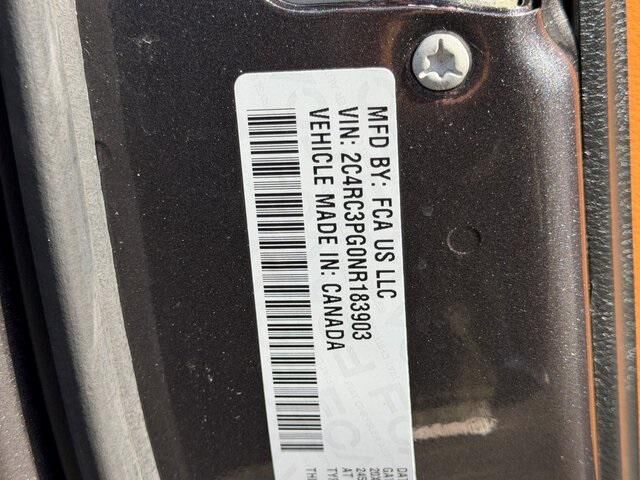 MFD BY: FCA US LLC
VIN: 2C4RC3PG0NR183903
VEHICLE MADE IN: CANADA